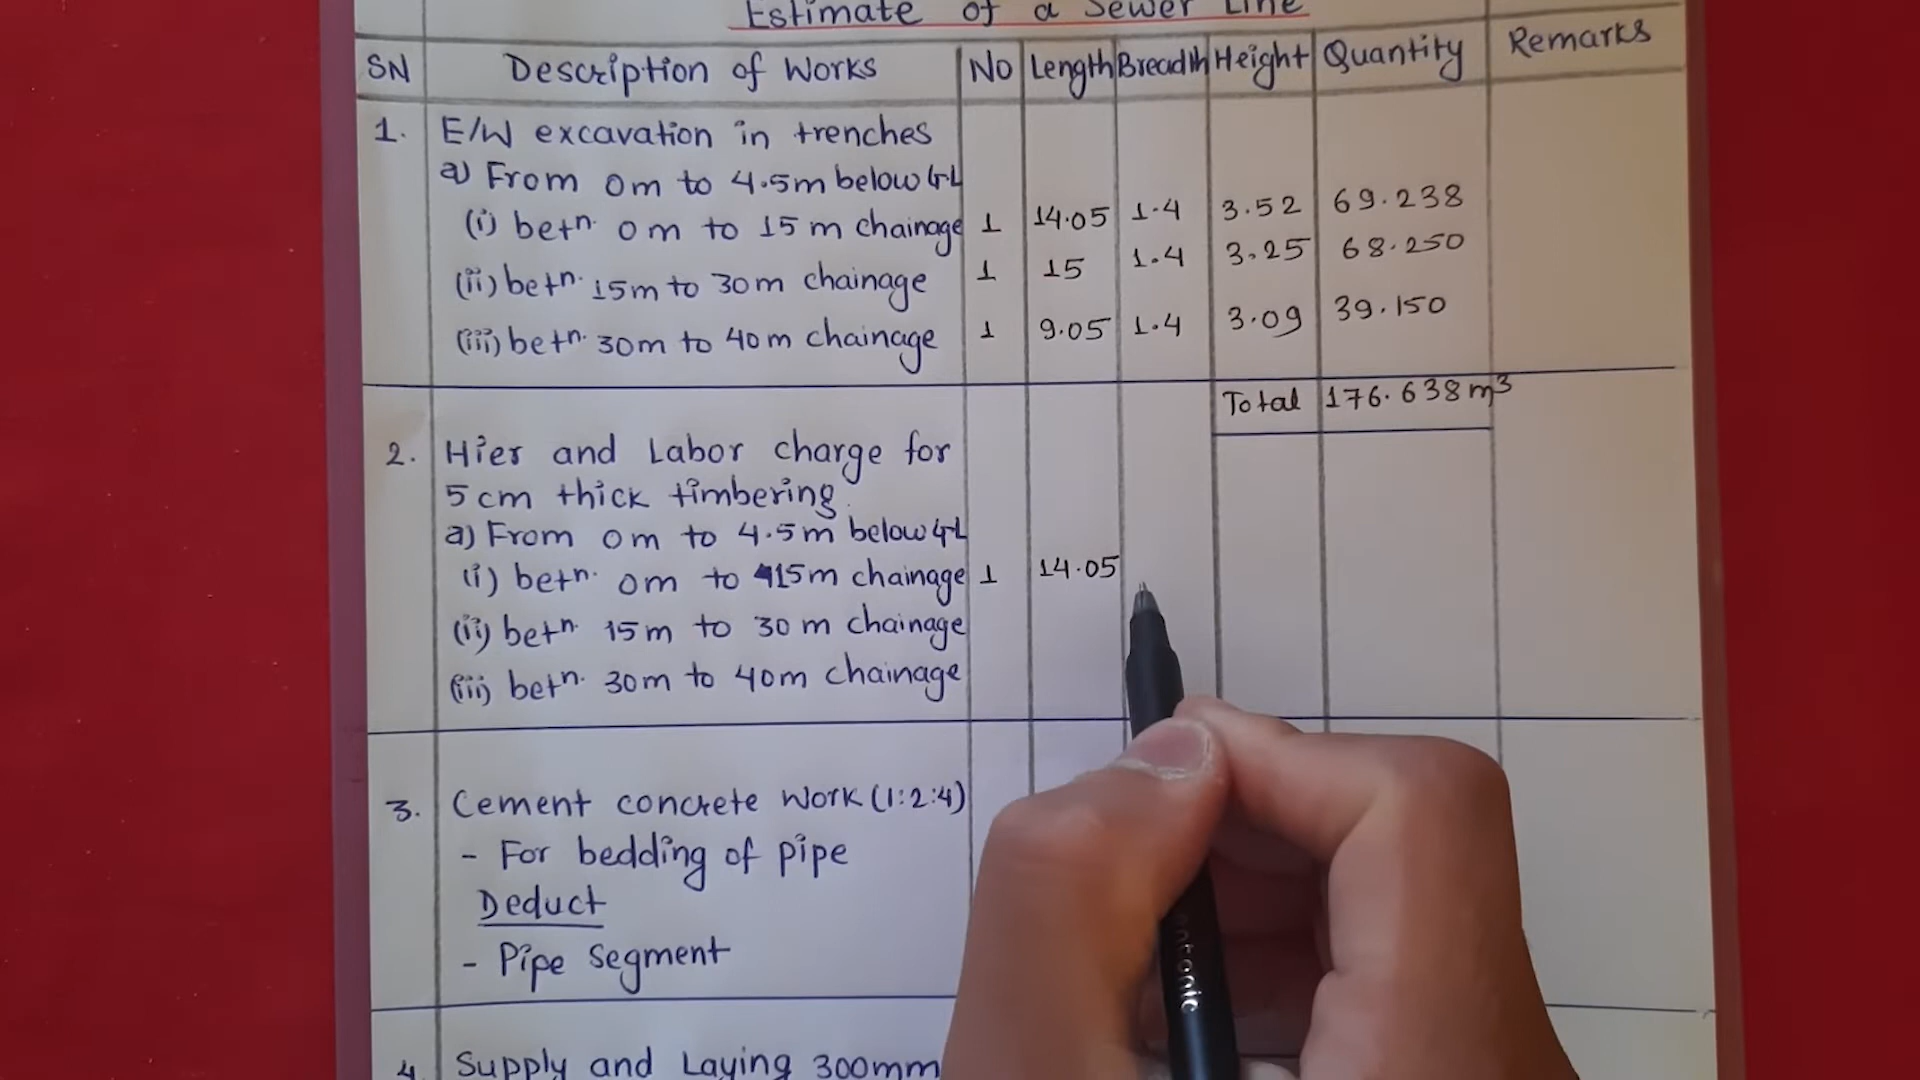 Estimate of a Sewer Line
SN Description of Works No Length Breadth Height Quantity Remarks
1. E/W excavation in trenches
a) From 0m to 4.5m below GL
(i) betn. 0m to 15m chainage 1 14.05 1.4 3.52 69.238
(ii) betn. 15m to 30m chainage 1 15 1.4 3.25 68.250
(iii) betn. 30m to 40m chainage 1 9.05 1.4 3.09 39.150
Total 176.638 m³
2. Hier and Labor charge for
5cm thick timbering
a) From 0m to 4.5m below GL
(i) betn. 0m to 15m chainage 1 14.05
(ii) betn. 15m to 30m chainage
(iii) betn. 30m to 40m chainage
3. Cement concrete work (1:2:4)
- For bedding of pipe
Deduct
- Pipe segment
4. Supply and Laying 300mm